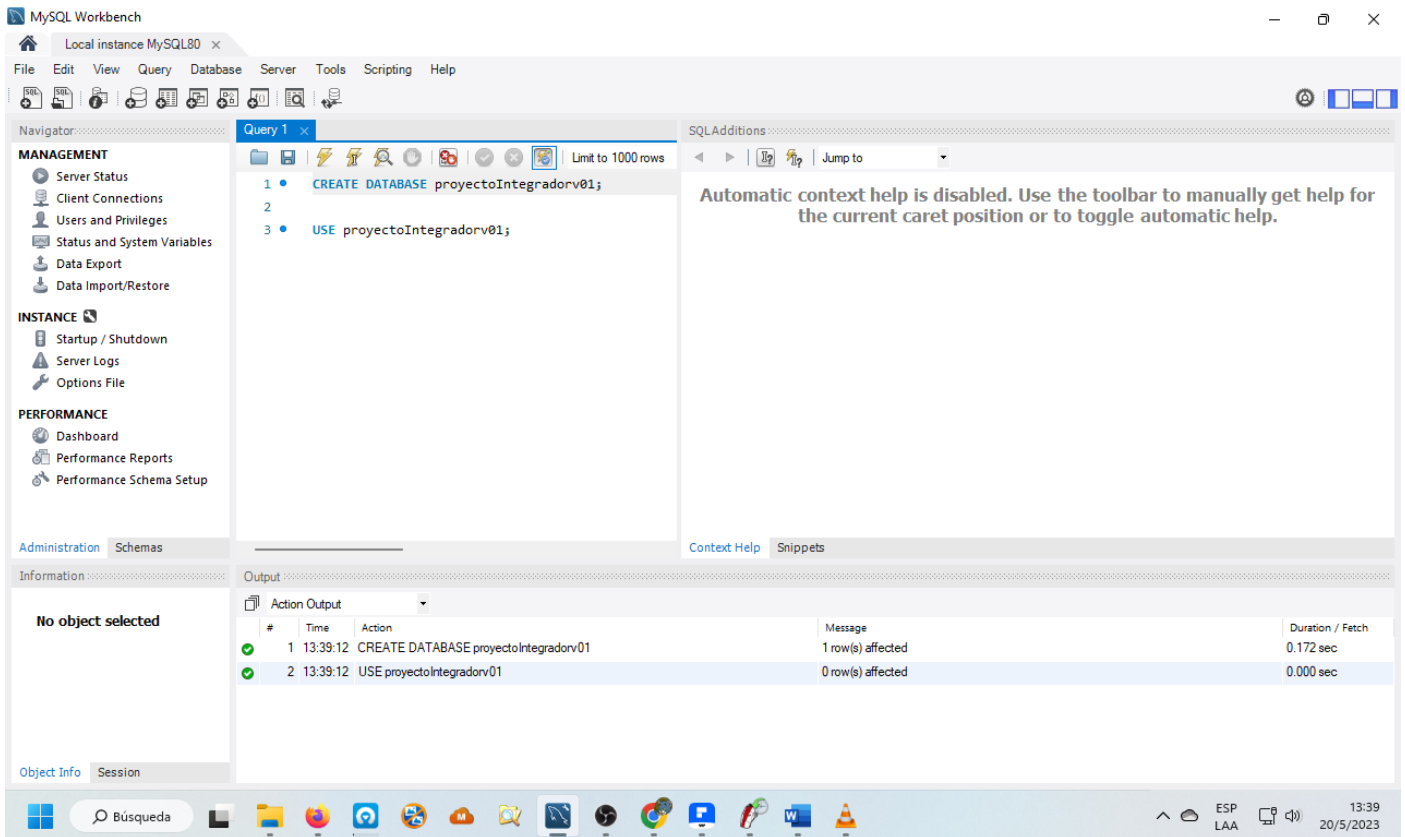 MySQL Workbench
Local instance MySQL80
File Edit View Query Database Server Tools Scripting Help
Navigator
MANAGEMENT
Server Status
Client Connections
Users and Privileges
Status and System Variables
Data Export
Data Import/Restore
INSTANCE
Startup / Shutdown
Server Logs
Options File
PERFORMANCE
Dashboard
Performance Reports
Performance Schema Setup
Administration Schemas
Query 1
Limit to 1000 rows
1 CREATE DATABASE proyectoIntegradorv01;
2
3 USE proyectoIntegradorv01;
SQLAdditions
Jump to
Automatic context help is disabled. Use the toolbar to manually get help for
the current caret position or to toggle automatic help.
Context Help Snippets
Information
No object selected
Object Info Session
Output
Action Output
# Time Action Message Duration / Fetch
1 13:39:12 CREATE DATABASE proyectoIntegradorv01 1 row(s) affected 0.172 sec
2 13:39:12 USE proyectoIntegradorv01 0 row(s) affected 0.000 sec
Búsqueda
ESP
LAA
13:39
20/5/2023